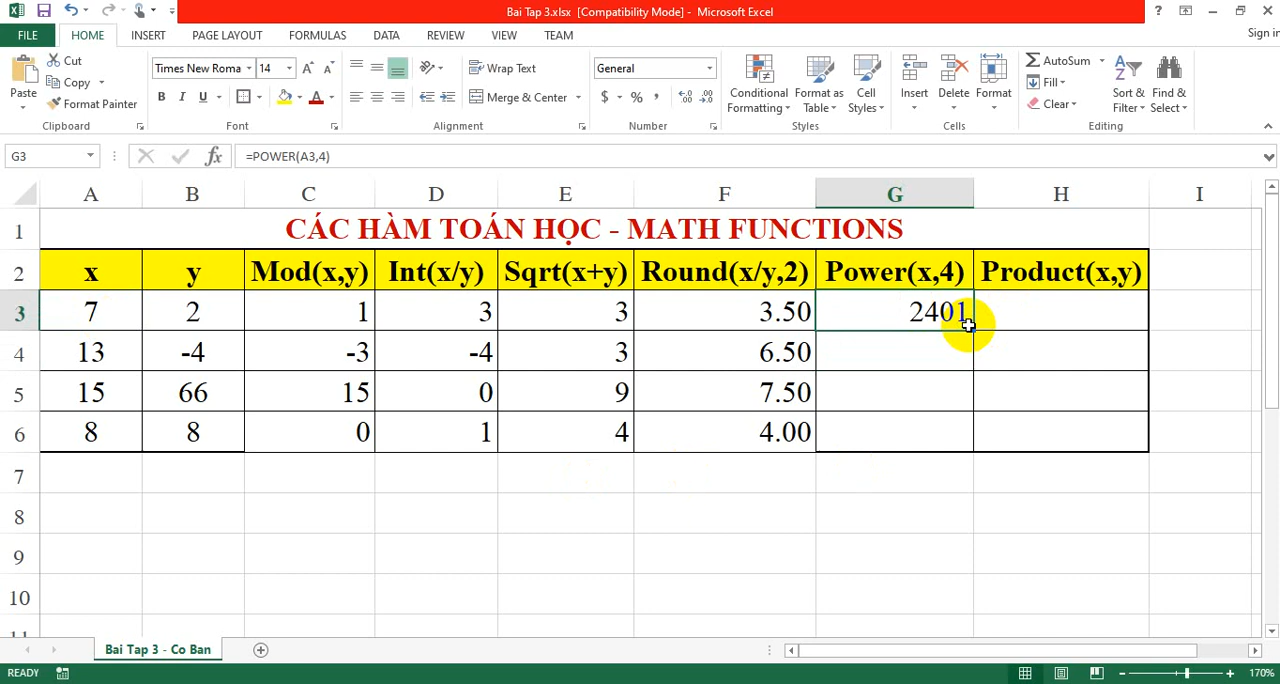 Bai Tap 3.xlsx [Compatibility Mode] - Microsoft Excel
FILE HOME INSERT PAGE LAYOUT FORMULAS DATA REVIEW VIEW TEAM Sign in
Paste
Cut
Copy
Format Painter
Clipboard
Times New Roma 14
B I U
Font
Wrap Text
Merge & Center
Alignment
General
$ % ,
Number
Conditional Formatting
Format as Table
Cell Styles
Styles
Insert
Delete
Format
Cells
AutoSum
Fill
Clear
Sort & Filter
Find & Select
Editing
G3 fx =POWER(A3,4)
A B C D E F G H I
1 CÁC HÀM TOÁN HỌC - MATH FUNCTIONS
2 x y Mod(x,y) Int(x/y) Sqrt(x+y) Round(x/y,2) Power(x,4) Product(x,y)
3 7 2 1 3 3 3.50 2401
4 13 -4 -3 -4 3 6.50
5 15 66 15 0 9 7.50
6 8 8 0 1 4 4.00
7
8
9
10
11
Bai Tap 3 - Co Ban
READY 170%